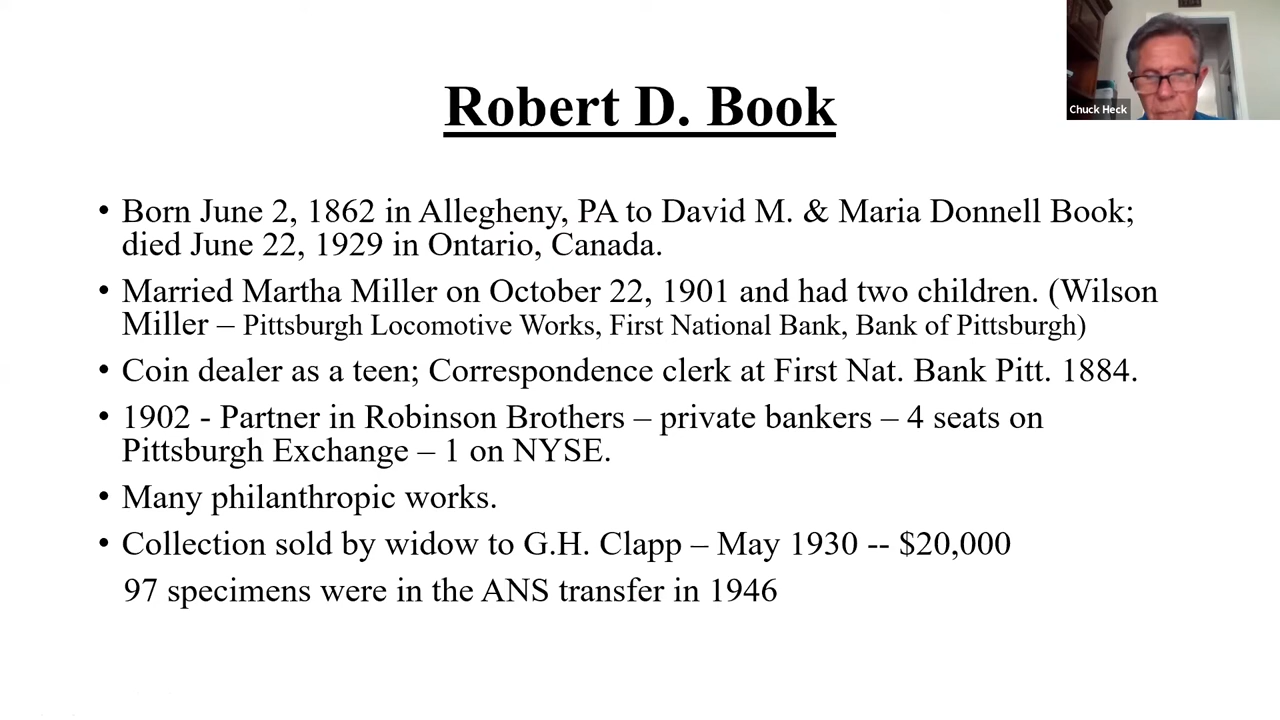 Robert D. Book
Chuck Heck
• Born June 2, 1862 in Allegheny, PA to David M. & Maria Donnell Book;
died June 22, 1929 in Ontario, Canada.
• Married Martha Miller on October 22, 1901 and had two children. (Wilson
Miller – Pittsburgh Locomotive Works, First National Bank, Bank of Pittsburgh)
• Coin dealer as a teen; Correspondence clerk at First Nat. Bank Pitt. 1884.
• 1902 - Partner in Robinson Brothers – private bankers – 4 seats on
Pittsburgh Exchange – 1 on NYSE.
• Many philanthropic works.
• Collection sold by widow to G.H. Clapp – May 1930 -- $20,000
97 specimens were in the ANS transfer in 1946